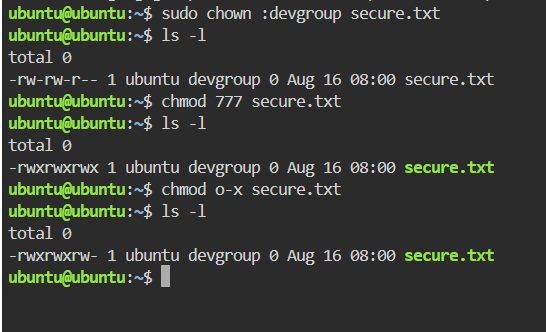 ubuntu@ubuntu:~$ sudo chown :devgroup secure.txt
ubuntu@ubuntu:~$ ls -l
total 0
-rw-rw-r-- 1 ubuntu devgroup 0 Aug 16 08:00 secure.txt
ubuntu@ubuntu:~$ chmod 777 secure.txt
ubuntu@ubuntu:~$ ls -l
total 0
-rwxrwxrwx 1 ubuntu devgroup 0 Aug 16 08:00 secure.txt
ubuntu@ubuntu:~$ chmod o-x secure.txt
ubuntu@ubuntu:~$ ls -l
total 0
-rwxrwxrw- 1 ubuntu devgroup 0 Aug 16 08:00 secure.txt
ubuntu@ubuntu:~$